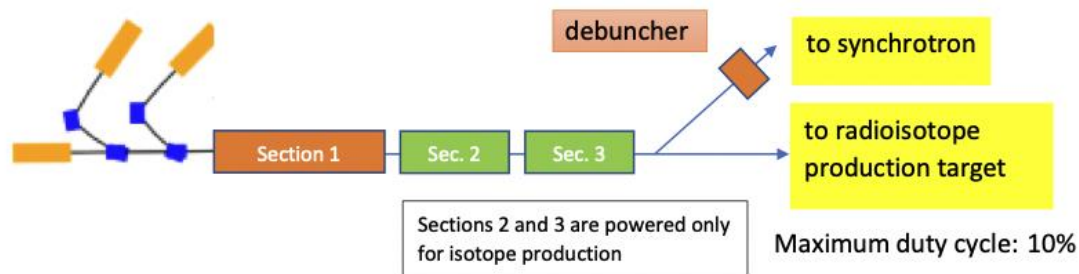 debuncher
to synchrotron
Section 1
Sec. 2
Sec. 3
to radioisotope
production target
Sections 2 and 3 are powered only
for isotope production
Maximum duty cycle: 10%